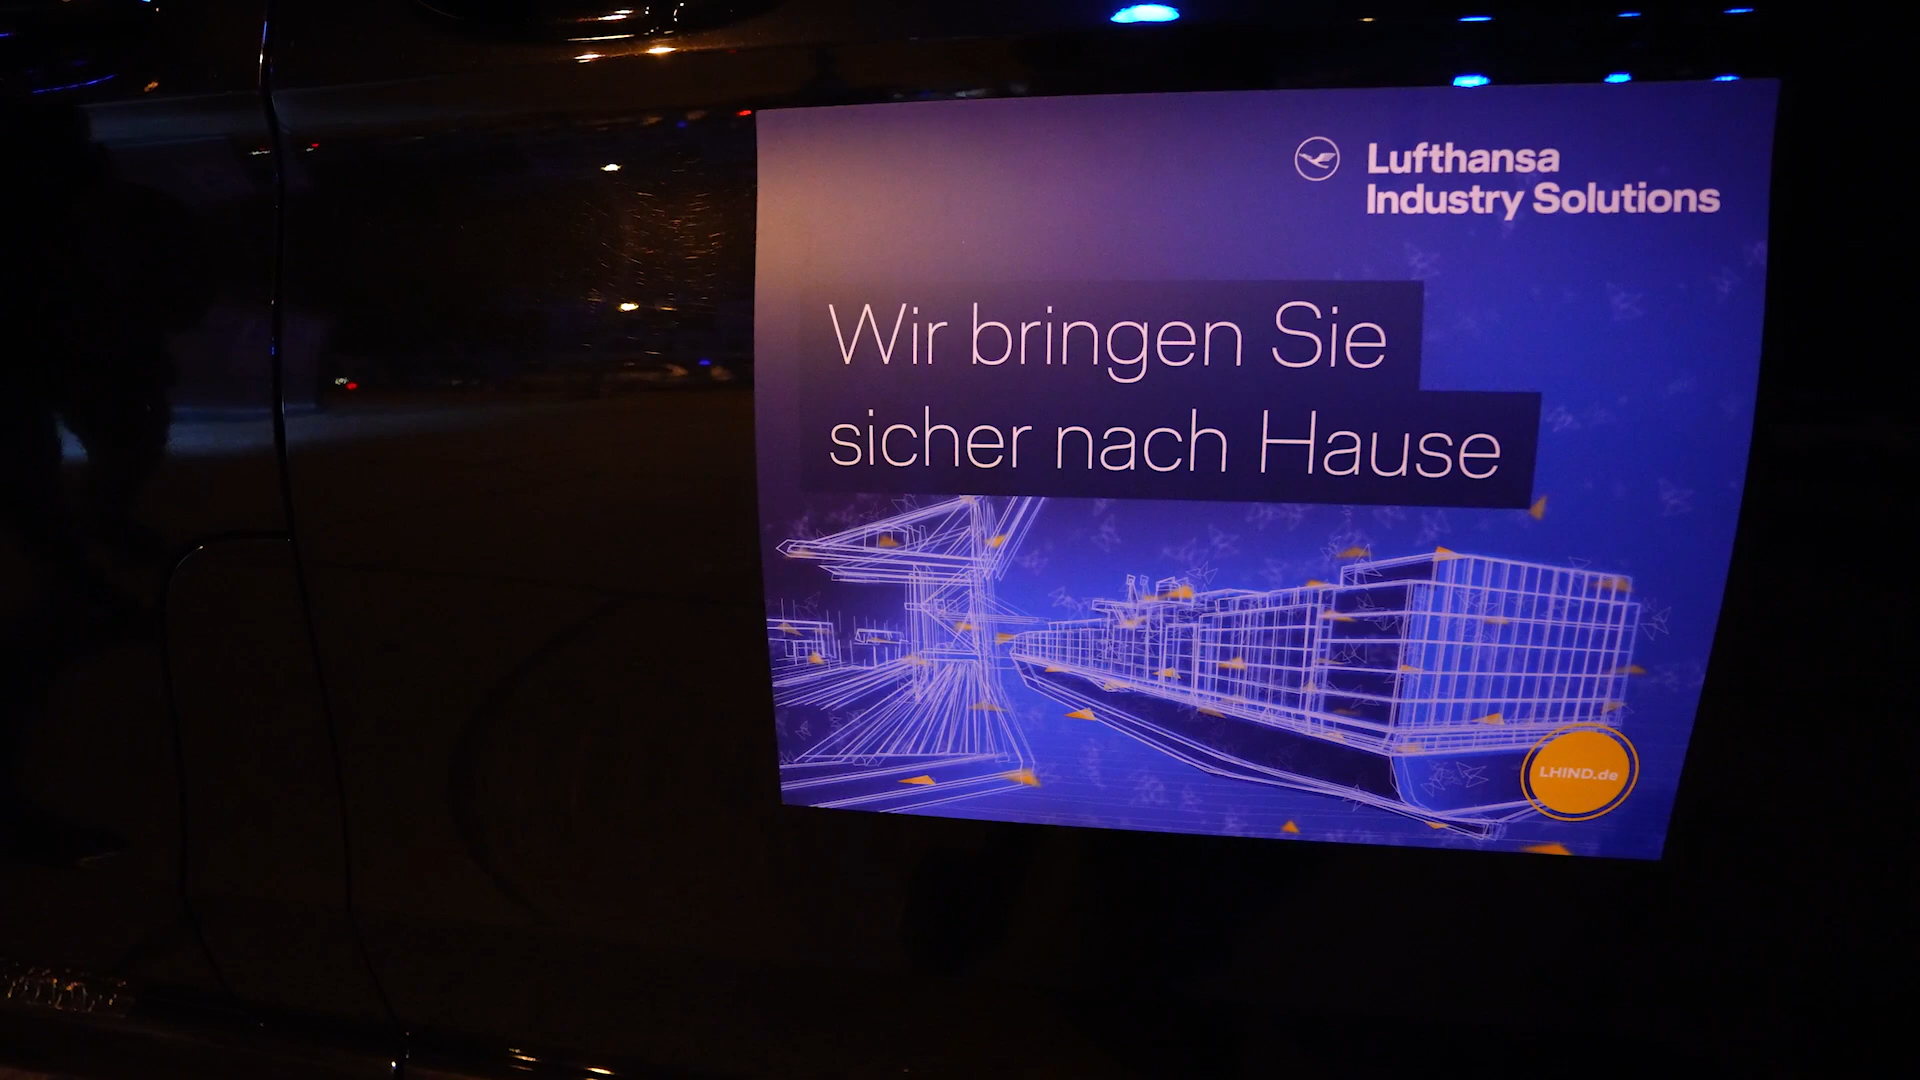 Lufthansa
Industry Solutions
Wir bringen Sie
sicher nach Hause
LHIND.de